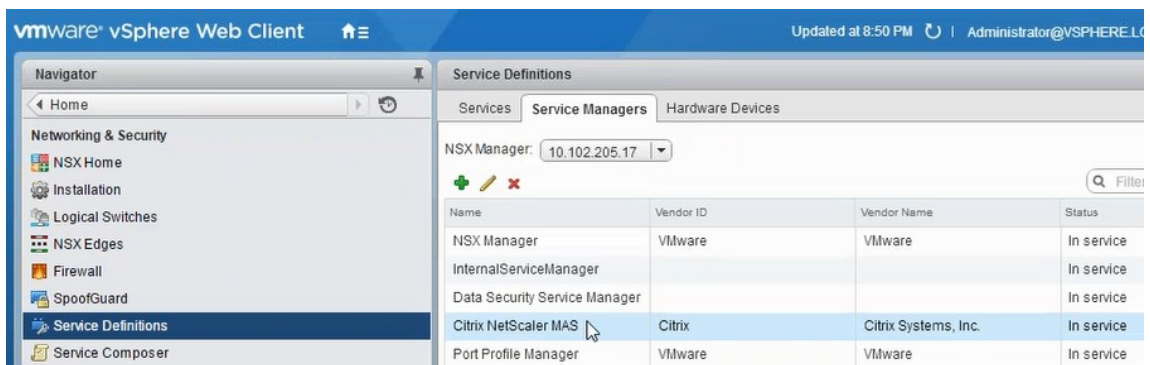 vmware® vSphere Web Client
Updated at 8:50 PM | Administrator@VSPHERE.LO
Navigator
Home
Networking & Security
NSX Home
Installation
Logical Switches
NSX Edges
Firewall
SpoofGuard
Service Definitions
Service Composer
Service Definitions
Services Service Managers Hardware Devices
NSX Manager: 10.102.205.17
Filter
Name Vendor ID Vendor Name Status
NSX Manager VMware VMware In service
InternalServiceManager In service
Data Security Service Manager In service
Citrix NetScaler MAS Citrix Citrix Systems, Inc. In service
Port Profile Manager VMware VMware In service